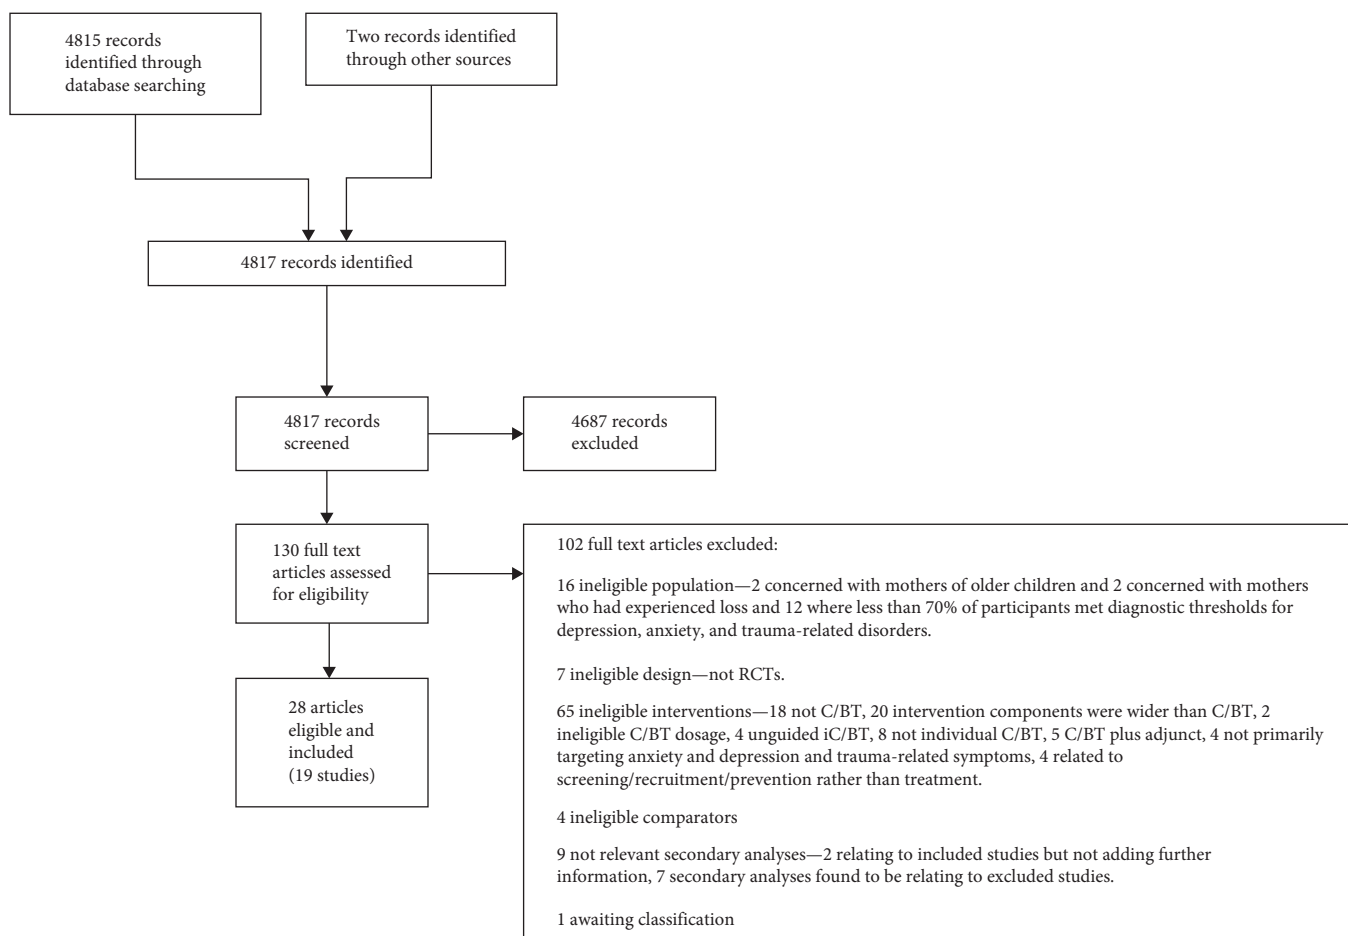 4815 records
identified through
database searching
Two records identified
through other sources
4817 records identified
4817 records
screened
4687 records
excluded
130 full text
articles assessed
for eligibility
102 full text articles excluded:
16 ineligible population—2 concerned with mothers of older children and 2 concerned with mothers
who had experienced loss and 12 where less than 70% of participants met diagnostic thresholds for
depression, anxiety, and trauma-related disorders.
7 ineligible design—not RCTs.
65 ineligible interventions—18 not C/BT, 20 intervention components were wider than C/BT, 2
ineligible C/BT dosage, 4 unguided iC/BT, 8 not individual C/BT, 5 C/BT plus adjunct, 4 not primarily
targeting anxiety and depression and trauma-related symptoms, 4 related to
screening/recruitment/prevention rather than treatment.
4 ineligible comparators
9 not relevant secondary analyses—2 relating to included studies but not adding further
information, 7 secondary analyses found to be relating to excluded studies.
1 awaiting classification
28 articles
eligible and
included
(19 studies)